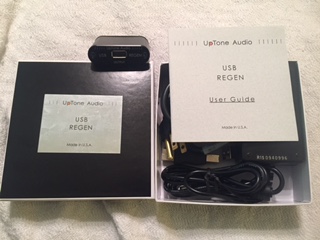 UpTone Audio
USB
REGEN
User Guide
Made in U.S.A.
UpTone Audio
USB
REGEN
Made in U.S.A.